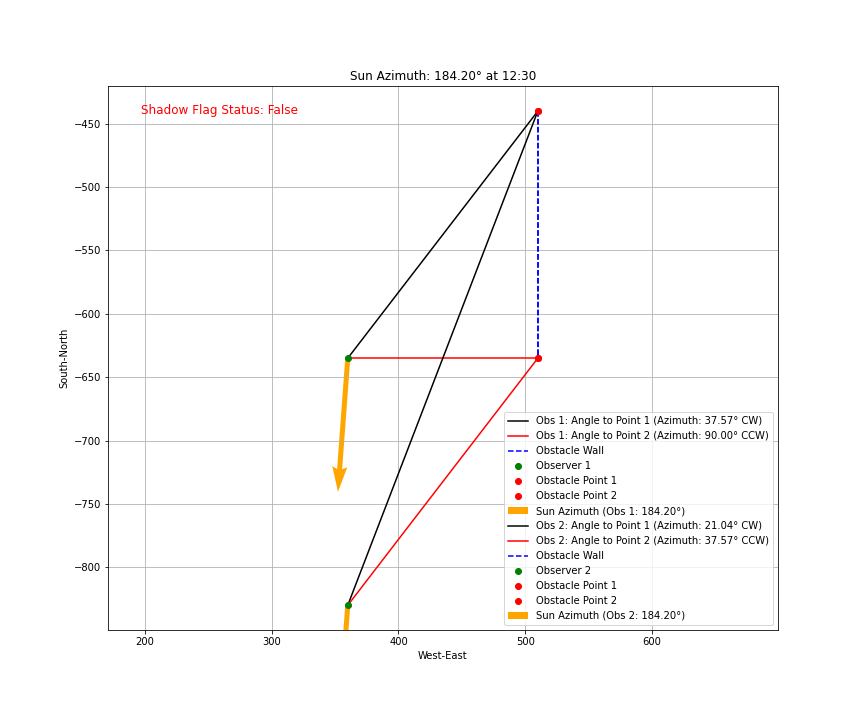 Sun Azimuth: 184.20° at 12:30
Shadow Flag Status: False
−450
−500
−550
−600
−650
−700
−750
−800
South-North
Obs 1: Angle to Point 1 (Azimuth: 37.57° CW)
Obs 1: Angle to Point 2 (Azimuth: 90.00° CCW)
Obstacle Wall
Observer 1
Obstacle Point 1
Obstacle Point 2
Sun Azimuth (Obs 1: 184.20°)
Obs 2: Angle to Point 1 (Azimuth: 21.04° CW)
Obs 2: Angle to Point 2 (Azimuth: 37.57° CCW)
Obstacle Wall
Observer 2
Obstacle Point 1
Obstacle Point 2
Sun Azimuth (Obs 2: 184.20°)
200 300 400 500 600
West-East